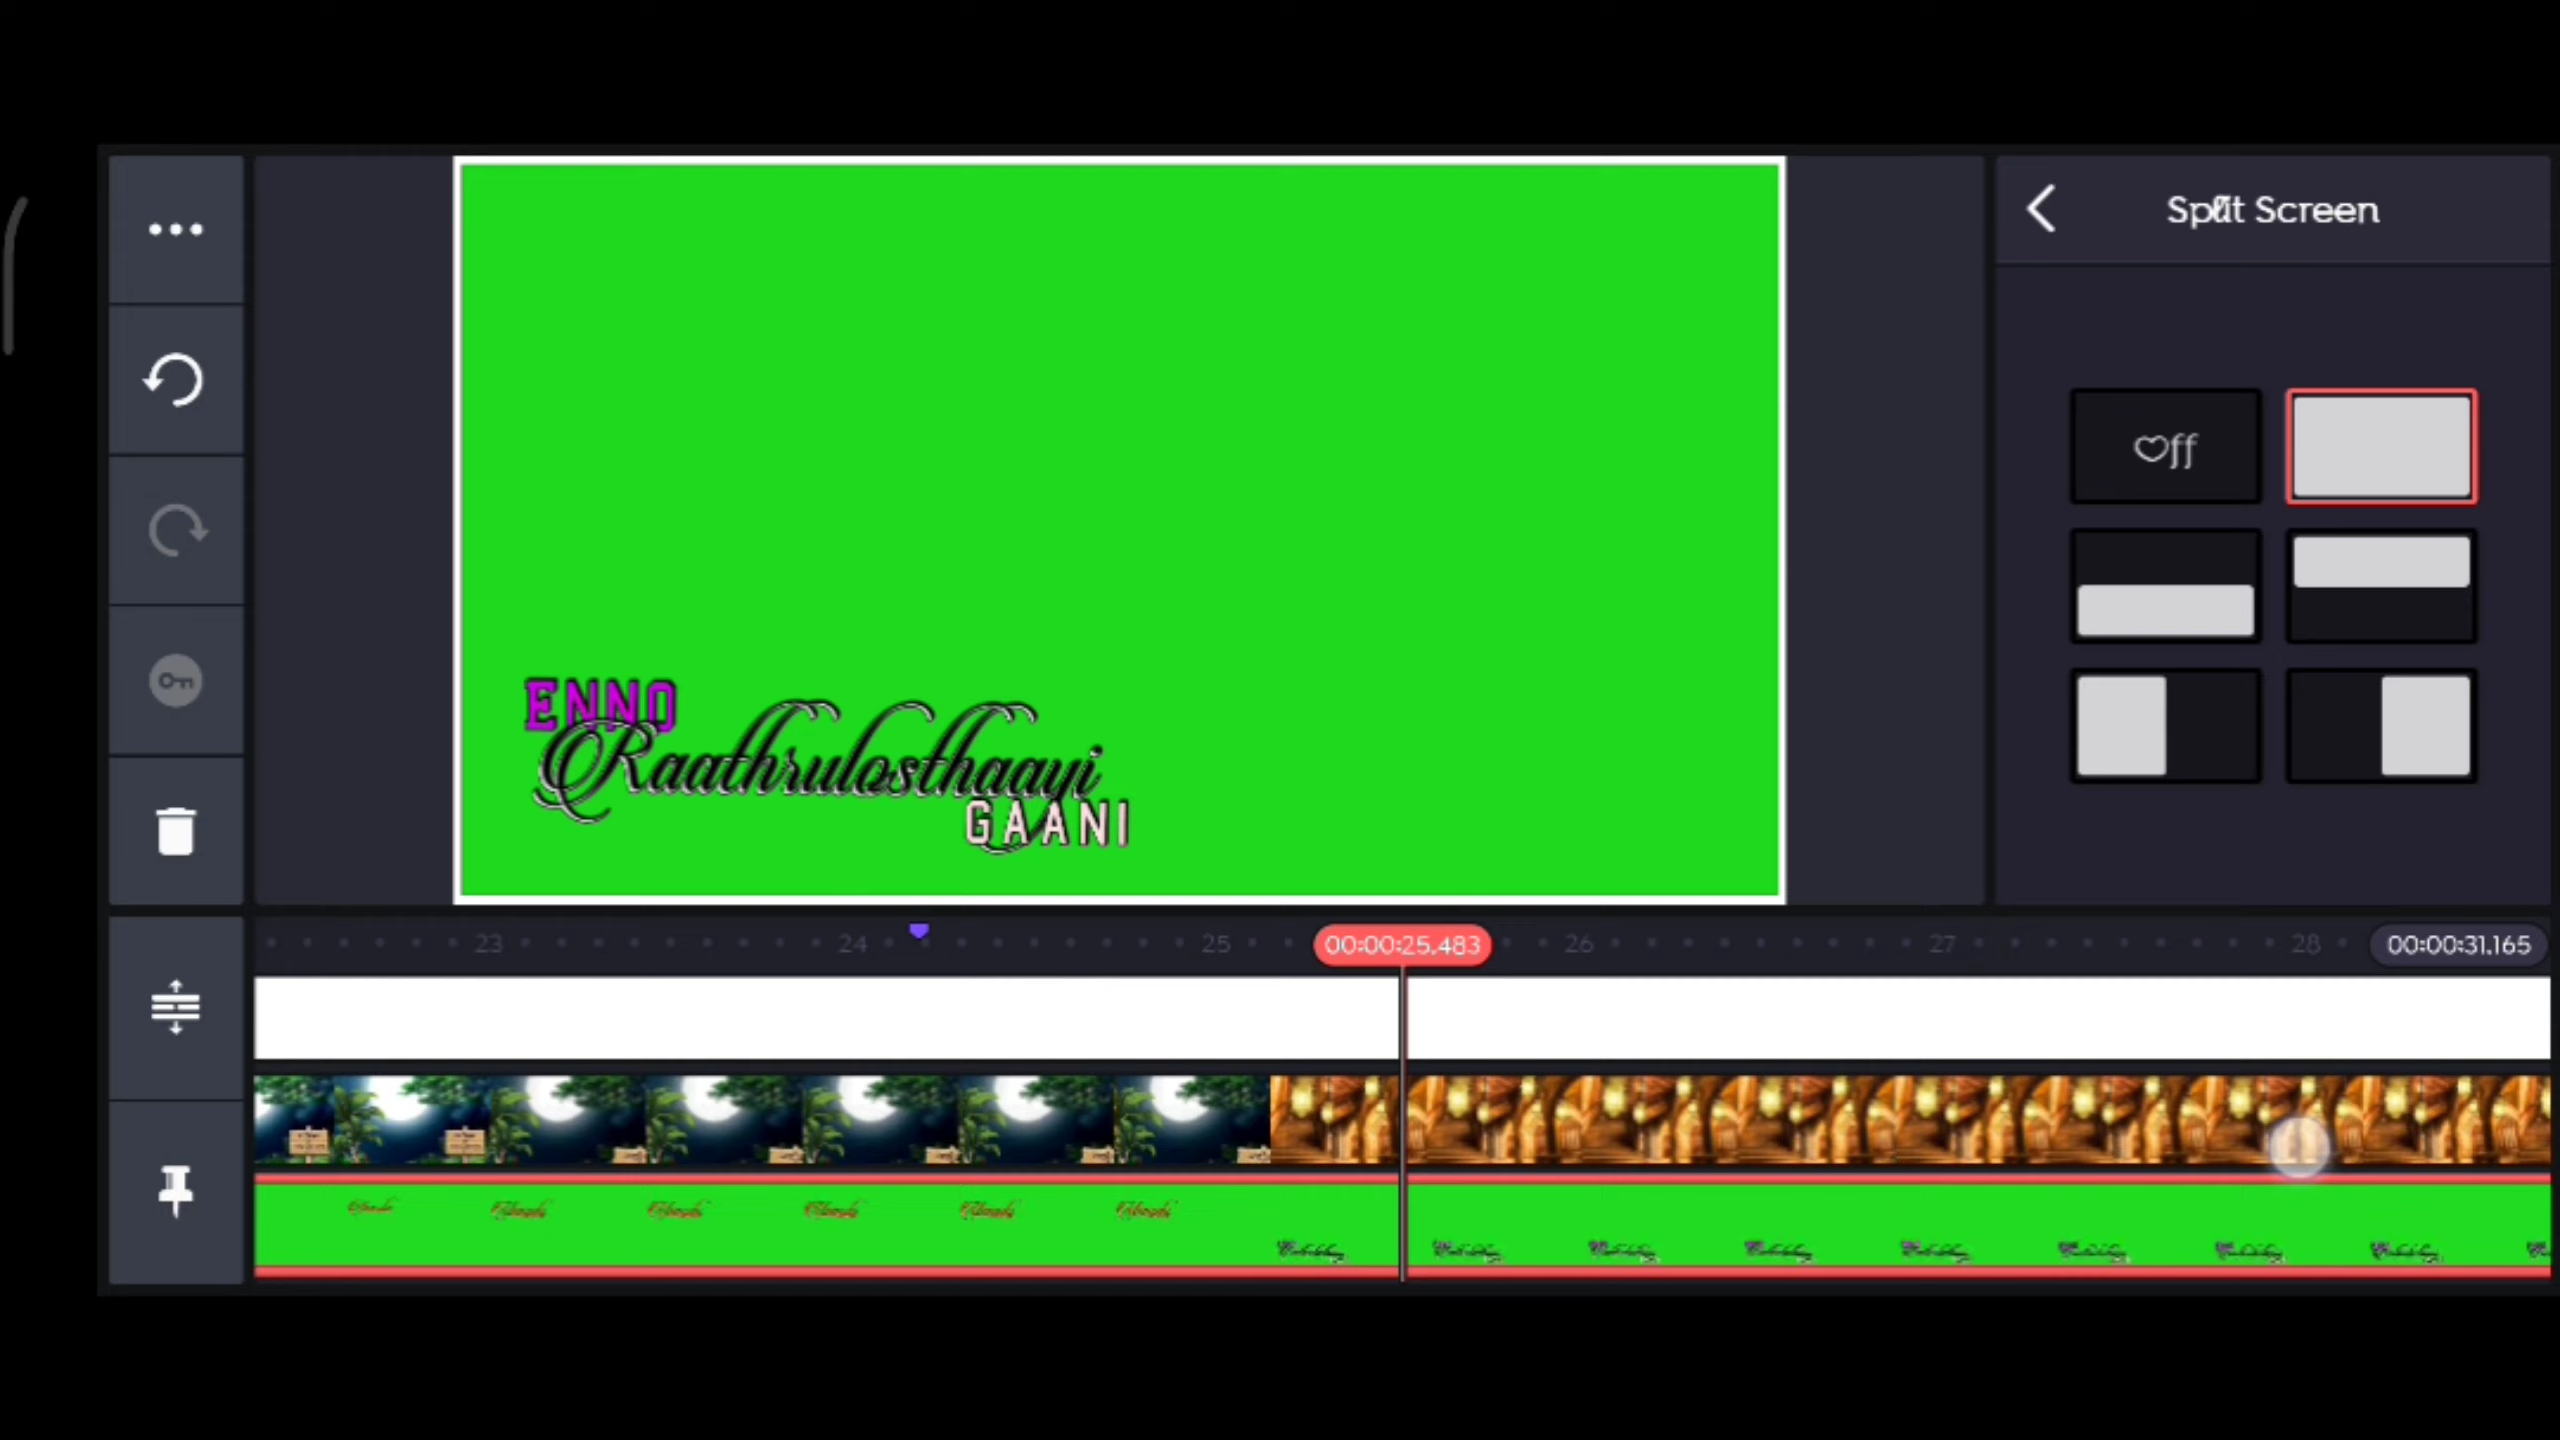 Split Screen
Off
ENNO
Raathrulosthaayi
GAANI
23
24
25
00:00:25.483
26
27
28
00:00:31.165